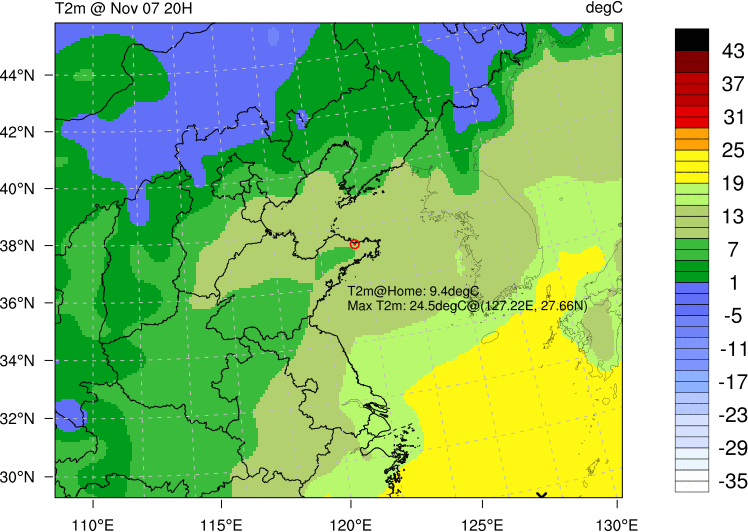 T2m @ Nov 07 20H
degC
44°N
42°N
40°N
38°N
36°N
34°N
32°N
30°N
T2m@Home: 9.4degC
Max T2m: 24.5degC@(127.22E, 27.66N)
110°E
115°E
120°E
125°E
130°E
43
37
31
25
19
13
7
1
-5
-11
-17
-23
-29
-35